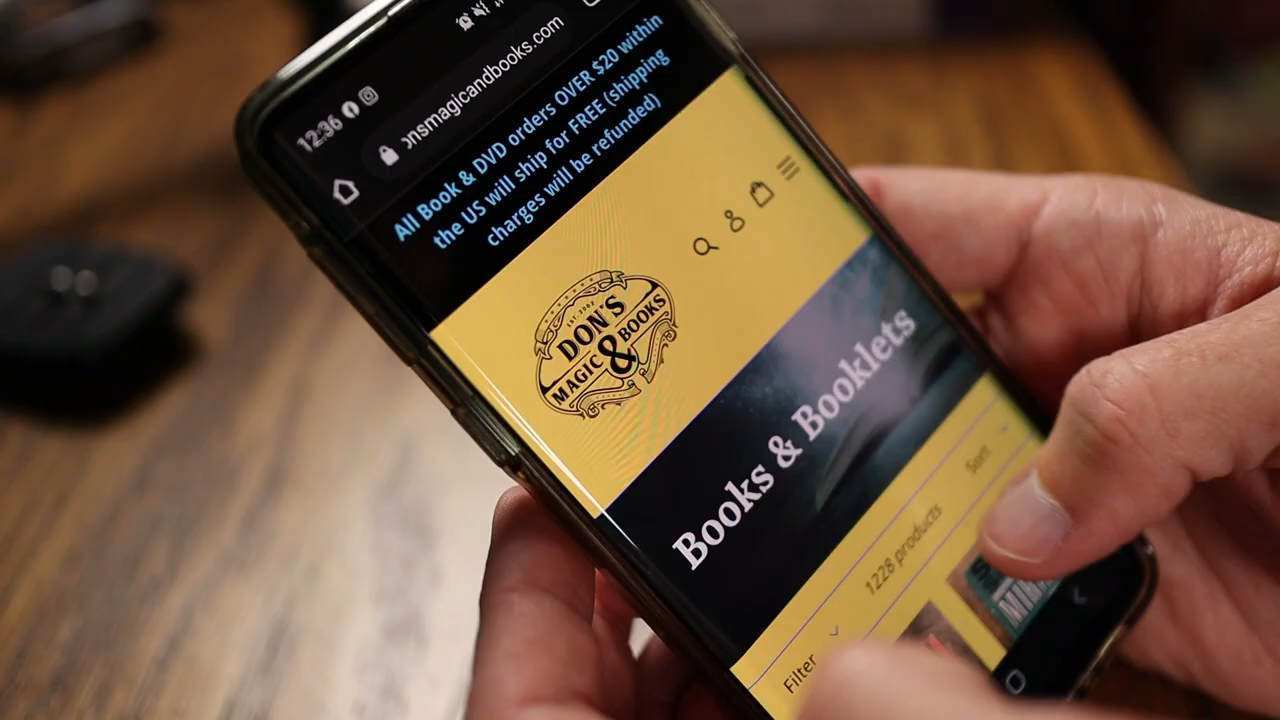 12:36
onsmagicandbooks.com
All Book & DVD orders OVER $20 within
the US will ship for FREE (shipping
charges will be refunded)
EST. 2002
DON'S
MAGIC & BOOKS
Books & Booklets
Filter
1228 products
Sort